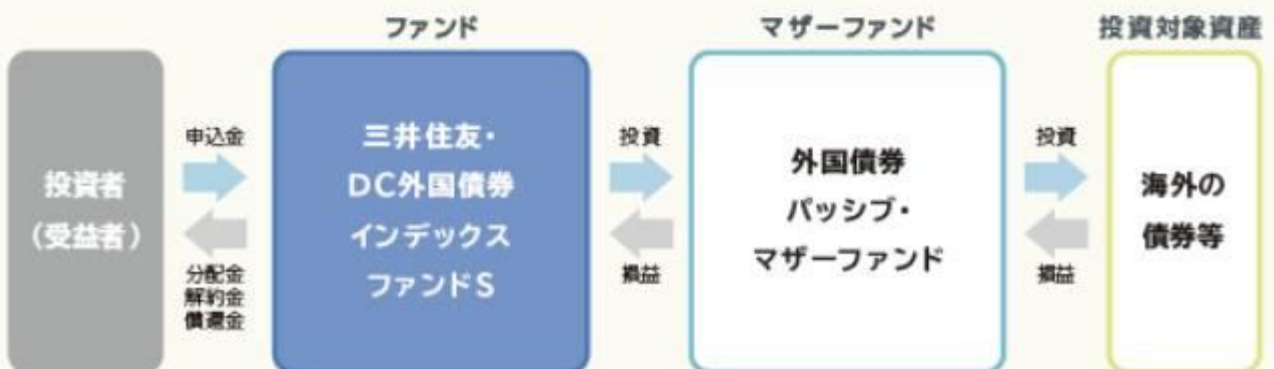 ファンド
マザーファンド
投資対象資産
投資者
(受益者)
申込金
分配金
解約金
償還金
三井住友・
DC外国債券
インデックス
ファンドS
投資
損益
外国債券
パッシブ・
マザーファンド
投資
損益
海外の
債券等